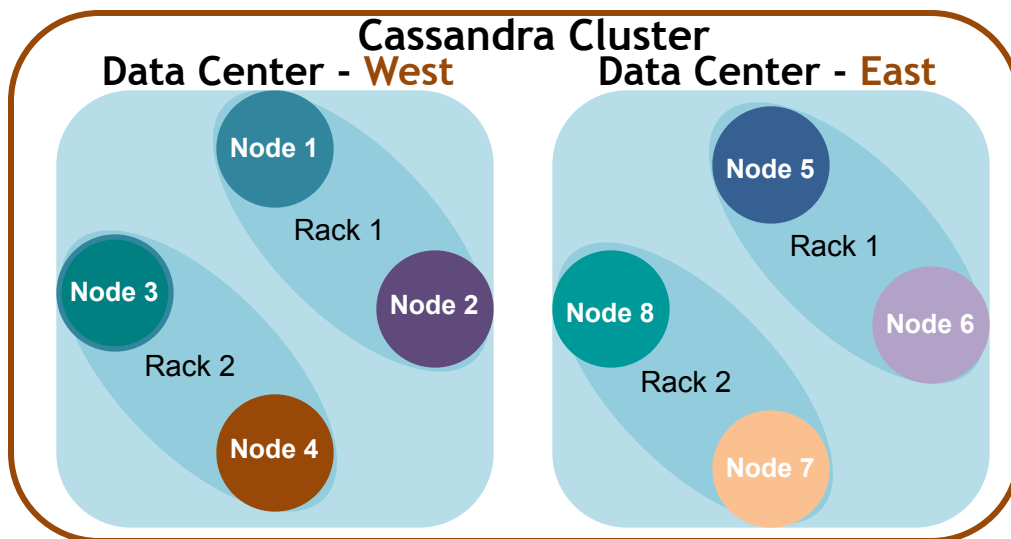 Cassandra Cluster
Data Center - West
Node 1
Rack 1
Node 3
Node 2
Rack 2
Node 4
Data Center - East
Node 5
Rack 1
Node 8
Node 6
Rack 2
Node 7